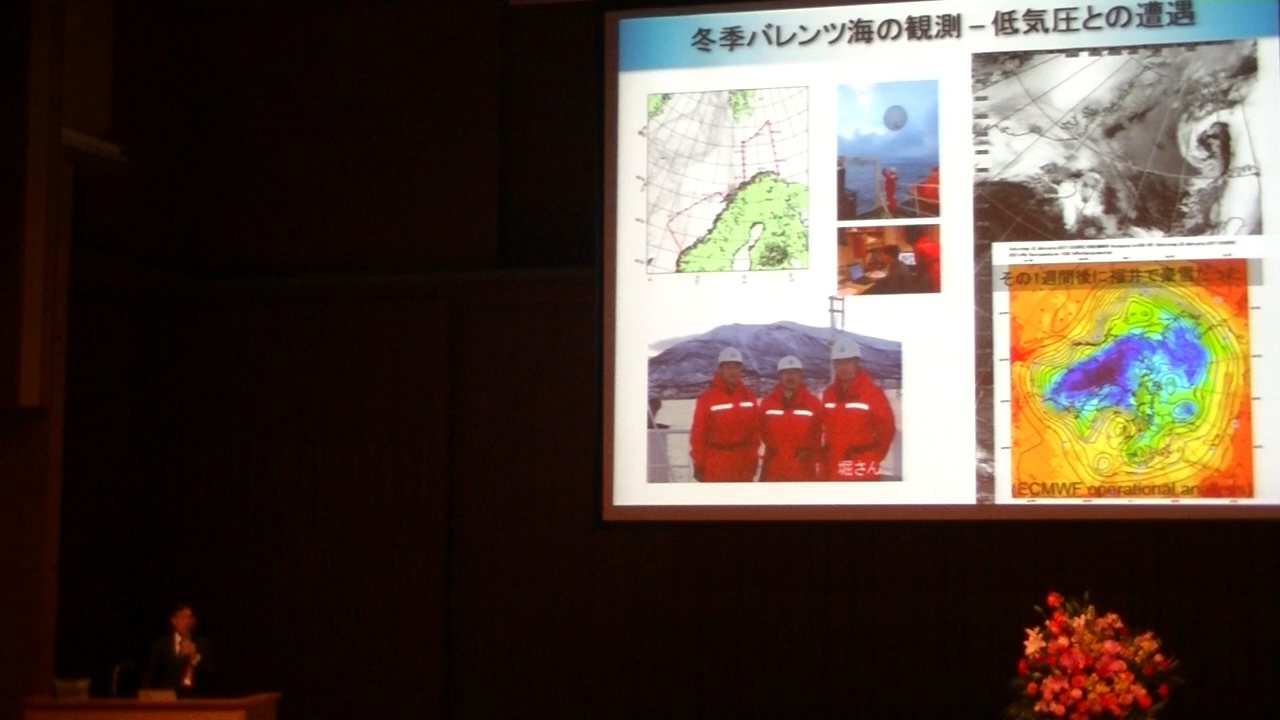 冬季バレンツ海の観測 – 低気圧との遭遇
その1週間後に福井で豪雪だった
堀さん
(ECMWF operational analysis)